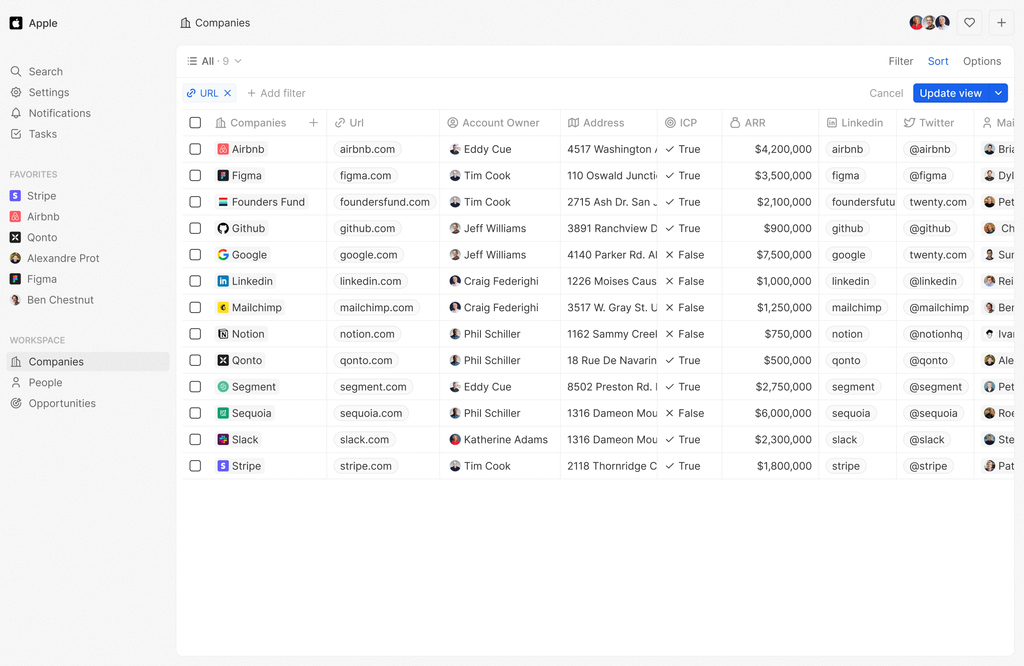 Apple
Search
Settings
Notifications
Tasks
FAVORITES
Stripe
Airbnb
Qonto
Alexandre Prot
Figma
Ben Chestnut
WORKSPACE
Companies
People
Opportunities
Companies
All · 9
Filter Sort Options
URL Add filter
Cancel Update view
Companies Url Account Owner Address ICP ARR Linkedin Twitter Mai
Airbnb airbnb.com Eddy Cue 4517 Washington True $4,200,000 airbnb @airbnb Bria
Figma figma.com Tim Cook 110 Oswald Juncti True $3,500,000 figma @figma Dyl
Founders Fund foundersfund.com Tim Cook 2715 Ash Dr. San True $2,100,000 foundersfutu twenty.com Pet
Github github.com Jeff Williams 3891 Ranchview D True $900,000 github @github Ch
Google google.com Jeff Williams 4140 Parker Rd. Al False $7,500,000 google twenty.com Sun
Linkedin linkedin.com Craig Federighi 1226 Moises Caus False $1,000,000 linkedin @linkedin Rei
Mailchimp mailchimp.com Craig Federighi 3517 W. Gray St. U False $1,250,000 mailchimp @mailchimp Ber
Notion notion.com Phil Schiller 1162 Sammy Creel False $750,000 notion @notionhq Ivar
Qonto qonto.com Phil Schiller 18 Rue De Navarin True $500,000 qonto @qonto Ale
Segment segment.com Eddy Cue 8502 Preston Rd. True $2,750,000 segment @segment Pet
Sequoia sequoia.com Phil Schiller 1316 Dameon Mou False $6,000,000 sequoia @sequoia Roe
Slack slack.com Katherine Adams 1316 Dameon Mou True $2,300,000 slack @slack Ste
Stripe stripe.com Tim Cook 2118 Thornridge C True $1,800,000 stripe @stripe Pat